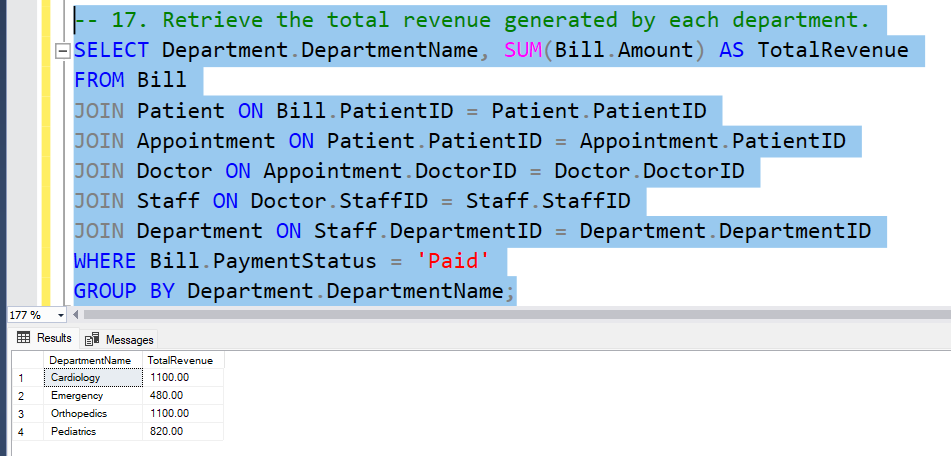 -- 17. Retrieve the total revenue generated by each department.
SELECT Department.DepartmentName, SUM(Bill.Amount) AS TotalRevenue
FROM Bill
JOIN Patient ON Bill.PatientID = Patient.PatientID
JOIN Appointment ON Patient.PatientID = Appointment.PatientID
JOIN Doctor ON Appointment.DoctorID = Doctor.DoctorID
JOIN Staff ON Doctor.StaffID = Staff.StaffID
JOIN Department ON Staff.DepartmentID = Department.DepartmentID
WHERE Bill.PaymentStatus = 'Paid'
GROUP BY Department.DepartmentName;
177 %
Results Messages
DepartmentName TotalRevenue
1 Cardiology 1100.00
2 Emergency 480.00
3 Orthopedics 1100.00
4 Pediatrics 820.00